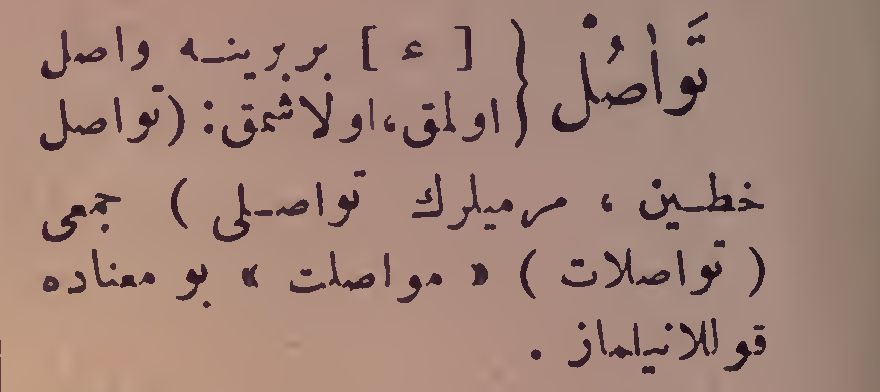 تَوَاصُلْ { [ ء ] بربرينه واصل
اولمق، اولاشمق: (تواصل
خطين ، مرميلرك تواصلى ) جمعى
( تواصلات ) « مواصلت » بو معناده
قوللانيلماز .